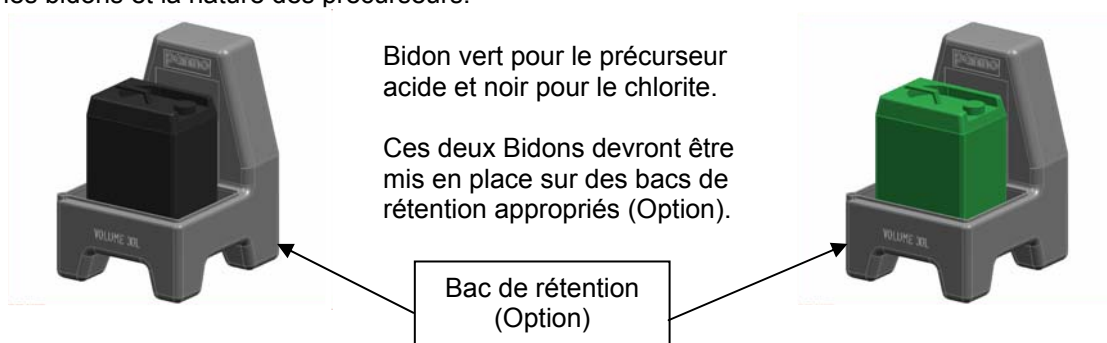 les bidons et la nature des précurseurs.
Bidon vert pour le précurseur
acide et noir pour le chlorite.
Ces deux Bidons devront être
mis en place sur des bacs de
rétention appropriés (Option).
VOLUME 30L
VOLUME 30L
Bac de rétention
(Option)